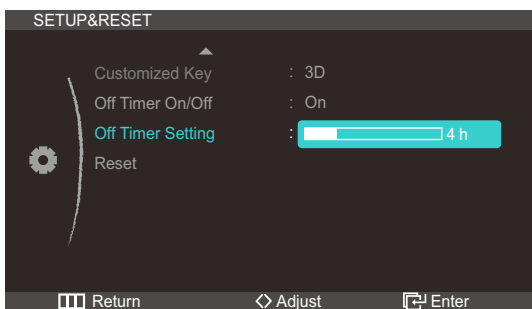 SETUP&RESET
Customized Key : 3D
Off Timer On/Off : On
Off Timer Setting : 4 h
Reset
Return Adjust Enter